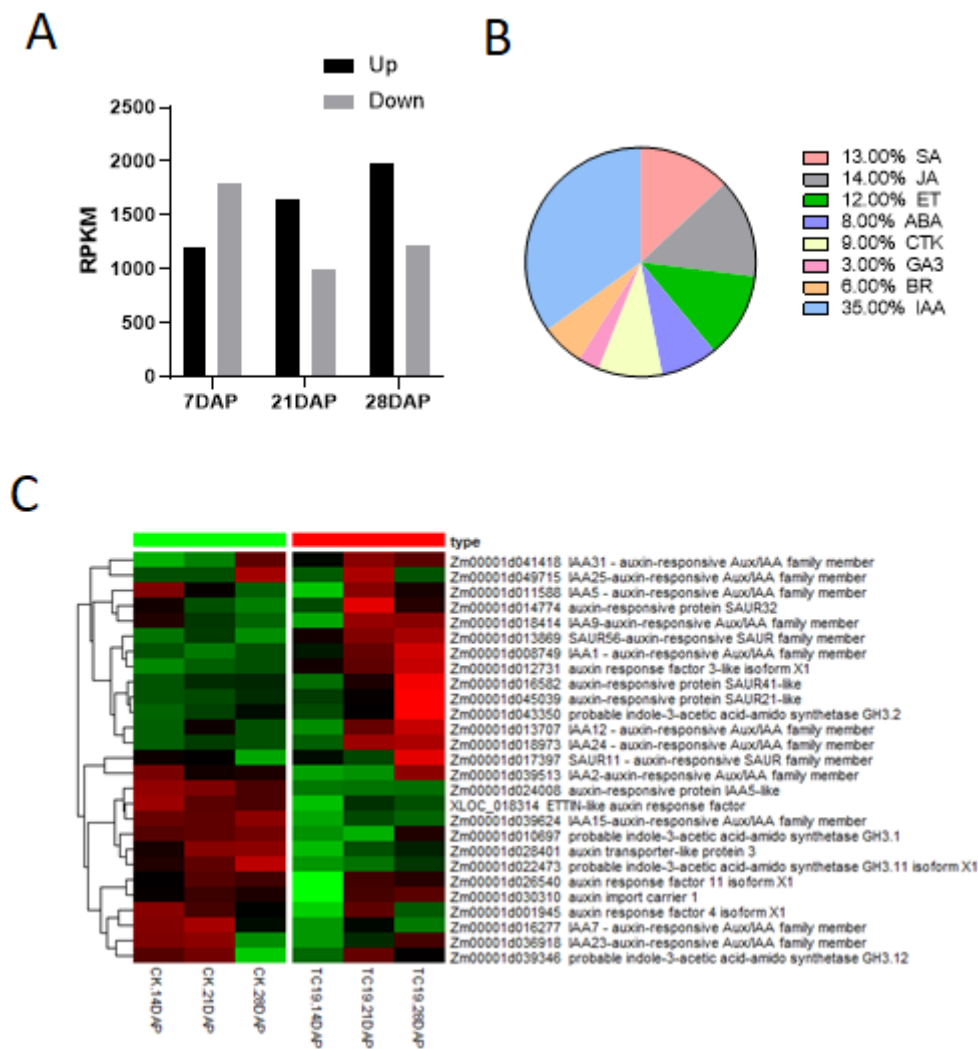 A
Up
Down
2500
2000
1500
1000
500
0
RPKM
7DAP 21DAP 28DAP
B
13.00% SA
14.00% JA
12.00% ET
8.00% ABA
9.00% CTK
3.00% GA3
6.00% BR
35.00% IAA
C
type
Zm00001d041418 IAA31 - auxin-responsive Aux/IAA family member
Zm00001d049715 IAA25-auxin-responsive Aux/IAA family member
Zm00001d011588 IAA5 - auxin-responsive Aux/IAA family member
Zm00001d014774 auxin-responsive protein SAUR32
Zm00001d018414 IAA9-auxin-responsive Aux/IAA family member
Zm00001d013869 SAUR56-auxin-responsive SAUR family member
Zm00001d008749 IAA1 - auxin-responsive Aux/IAA family member
Zm00001d012731 auxin response factor 3-like isoform X1
Zm00001d016582 auxin-responsive protein SAUR41-like
Zm00001d045039 auxin-responsive protein SAUR21-like
Zm00001d043350 probable indole-3-acetic acid-amido synthetase GH3.2
Zm00001d013707 IAA12 - auxin-responsive Aux/IAA family member
Zm00001d018973 IAA24 - auxin-responsive Aux/IAA family member
Zm00001d017397 SAUR11 - auxin-responsive SAUR family member
Zm00001d039513 IAA2-auxin-responsive Aux/IAA family member
Zm00001d024008 auxin-responsive protein IAA5-like
XLOC_018314 ETTIN-like auxin response factor
Zm00001d039624 IAA15-auxin-responsive Aux/IAA family member
Zm00001d010697 probable indole-3-acetic acid-amido synthetase GH3.1
Zm00001d028401 auxin transporter-like protein 3
Zm00001d022473 probable indole-3-acetic acid-amido synthetase GH3.11 isoform X1
Zm00001d026540 auxin response factor 11 isoform X1
Zm00001d030310 auxin import carrier 1
Zm00001d001945 auxin response factor 4 isoform X1
Zm00001d016277 IAA7 - auxin-responsive Aux/IAA family member
Zm00001d036918 IAA23-auxin-responsive Aux/IAA family member
Zm00001d039346 probable indole-3-acetic acid-amido synthetase GH3.12
CK.14DAP
CK.21DAP
CK.28DAP
TC19.14DAP
TC19.21DAP
TC19.28DAP